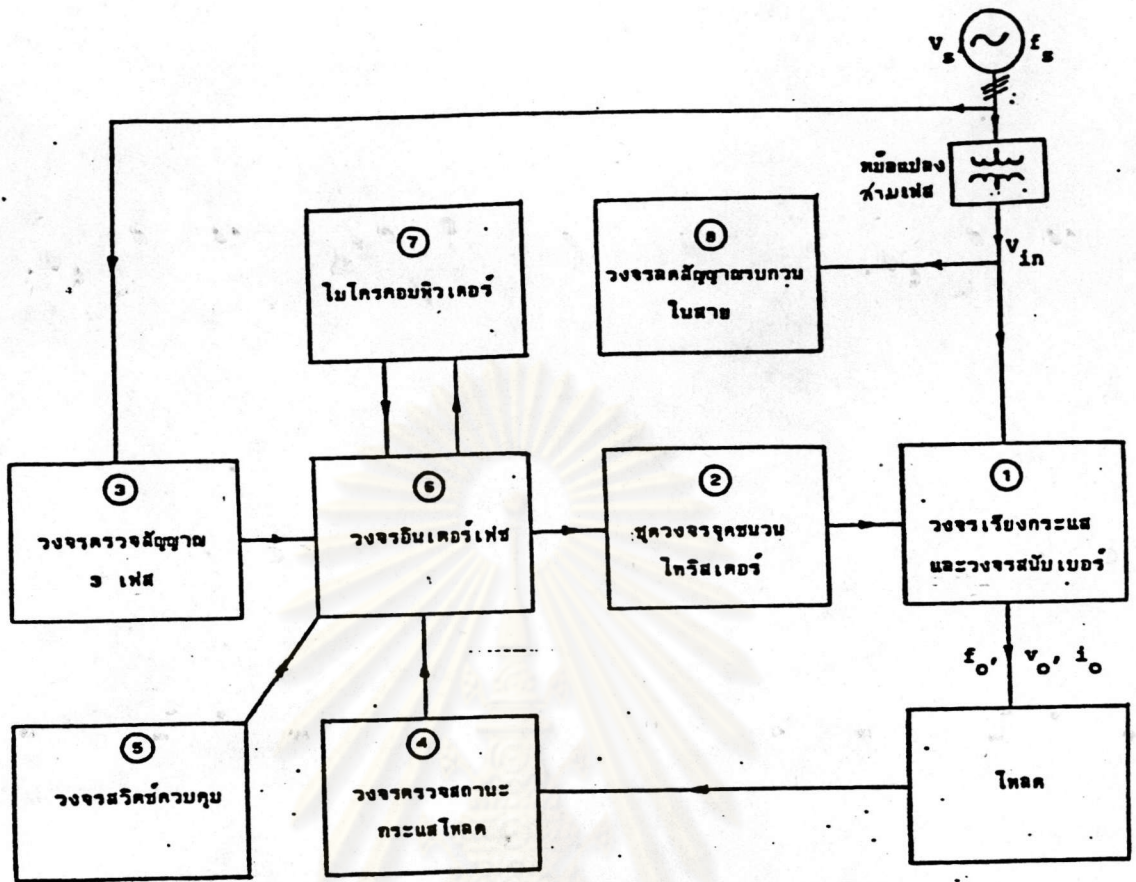 V_s
f_s
หม้อแปลง
สามเฟส
V_in
⑧
วงจรลดสัญญาณรบกวน
ในสาย
⑦
ไมโครคอมพิวเตอร์
③
วงจรตรวจสัญญาณ
3 เฟส
⑥
วงจรอินเตอร์เฟซ
②
ชุดวงจรจุดชนวน
ไทริสเตอร์
①
วงจรเรียงกระแส
และวงจรสนับเบอร์
f_o, v_o, i_o
⑤
วงจรสวิตช์ควบคุม
④
วงจรตรวจสถานะ
กระแสโหลด
โหลด